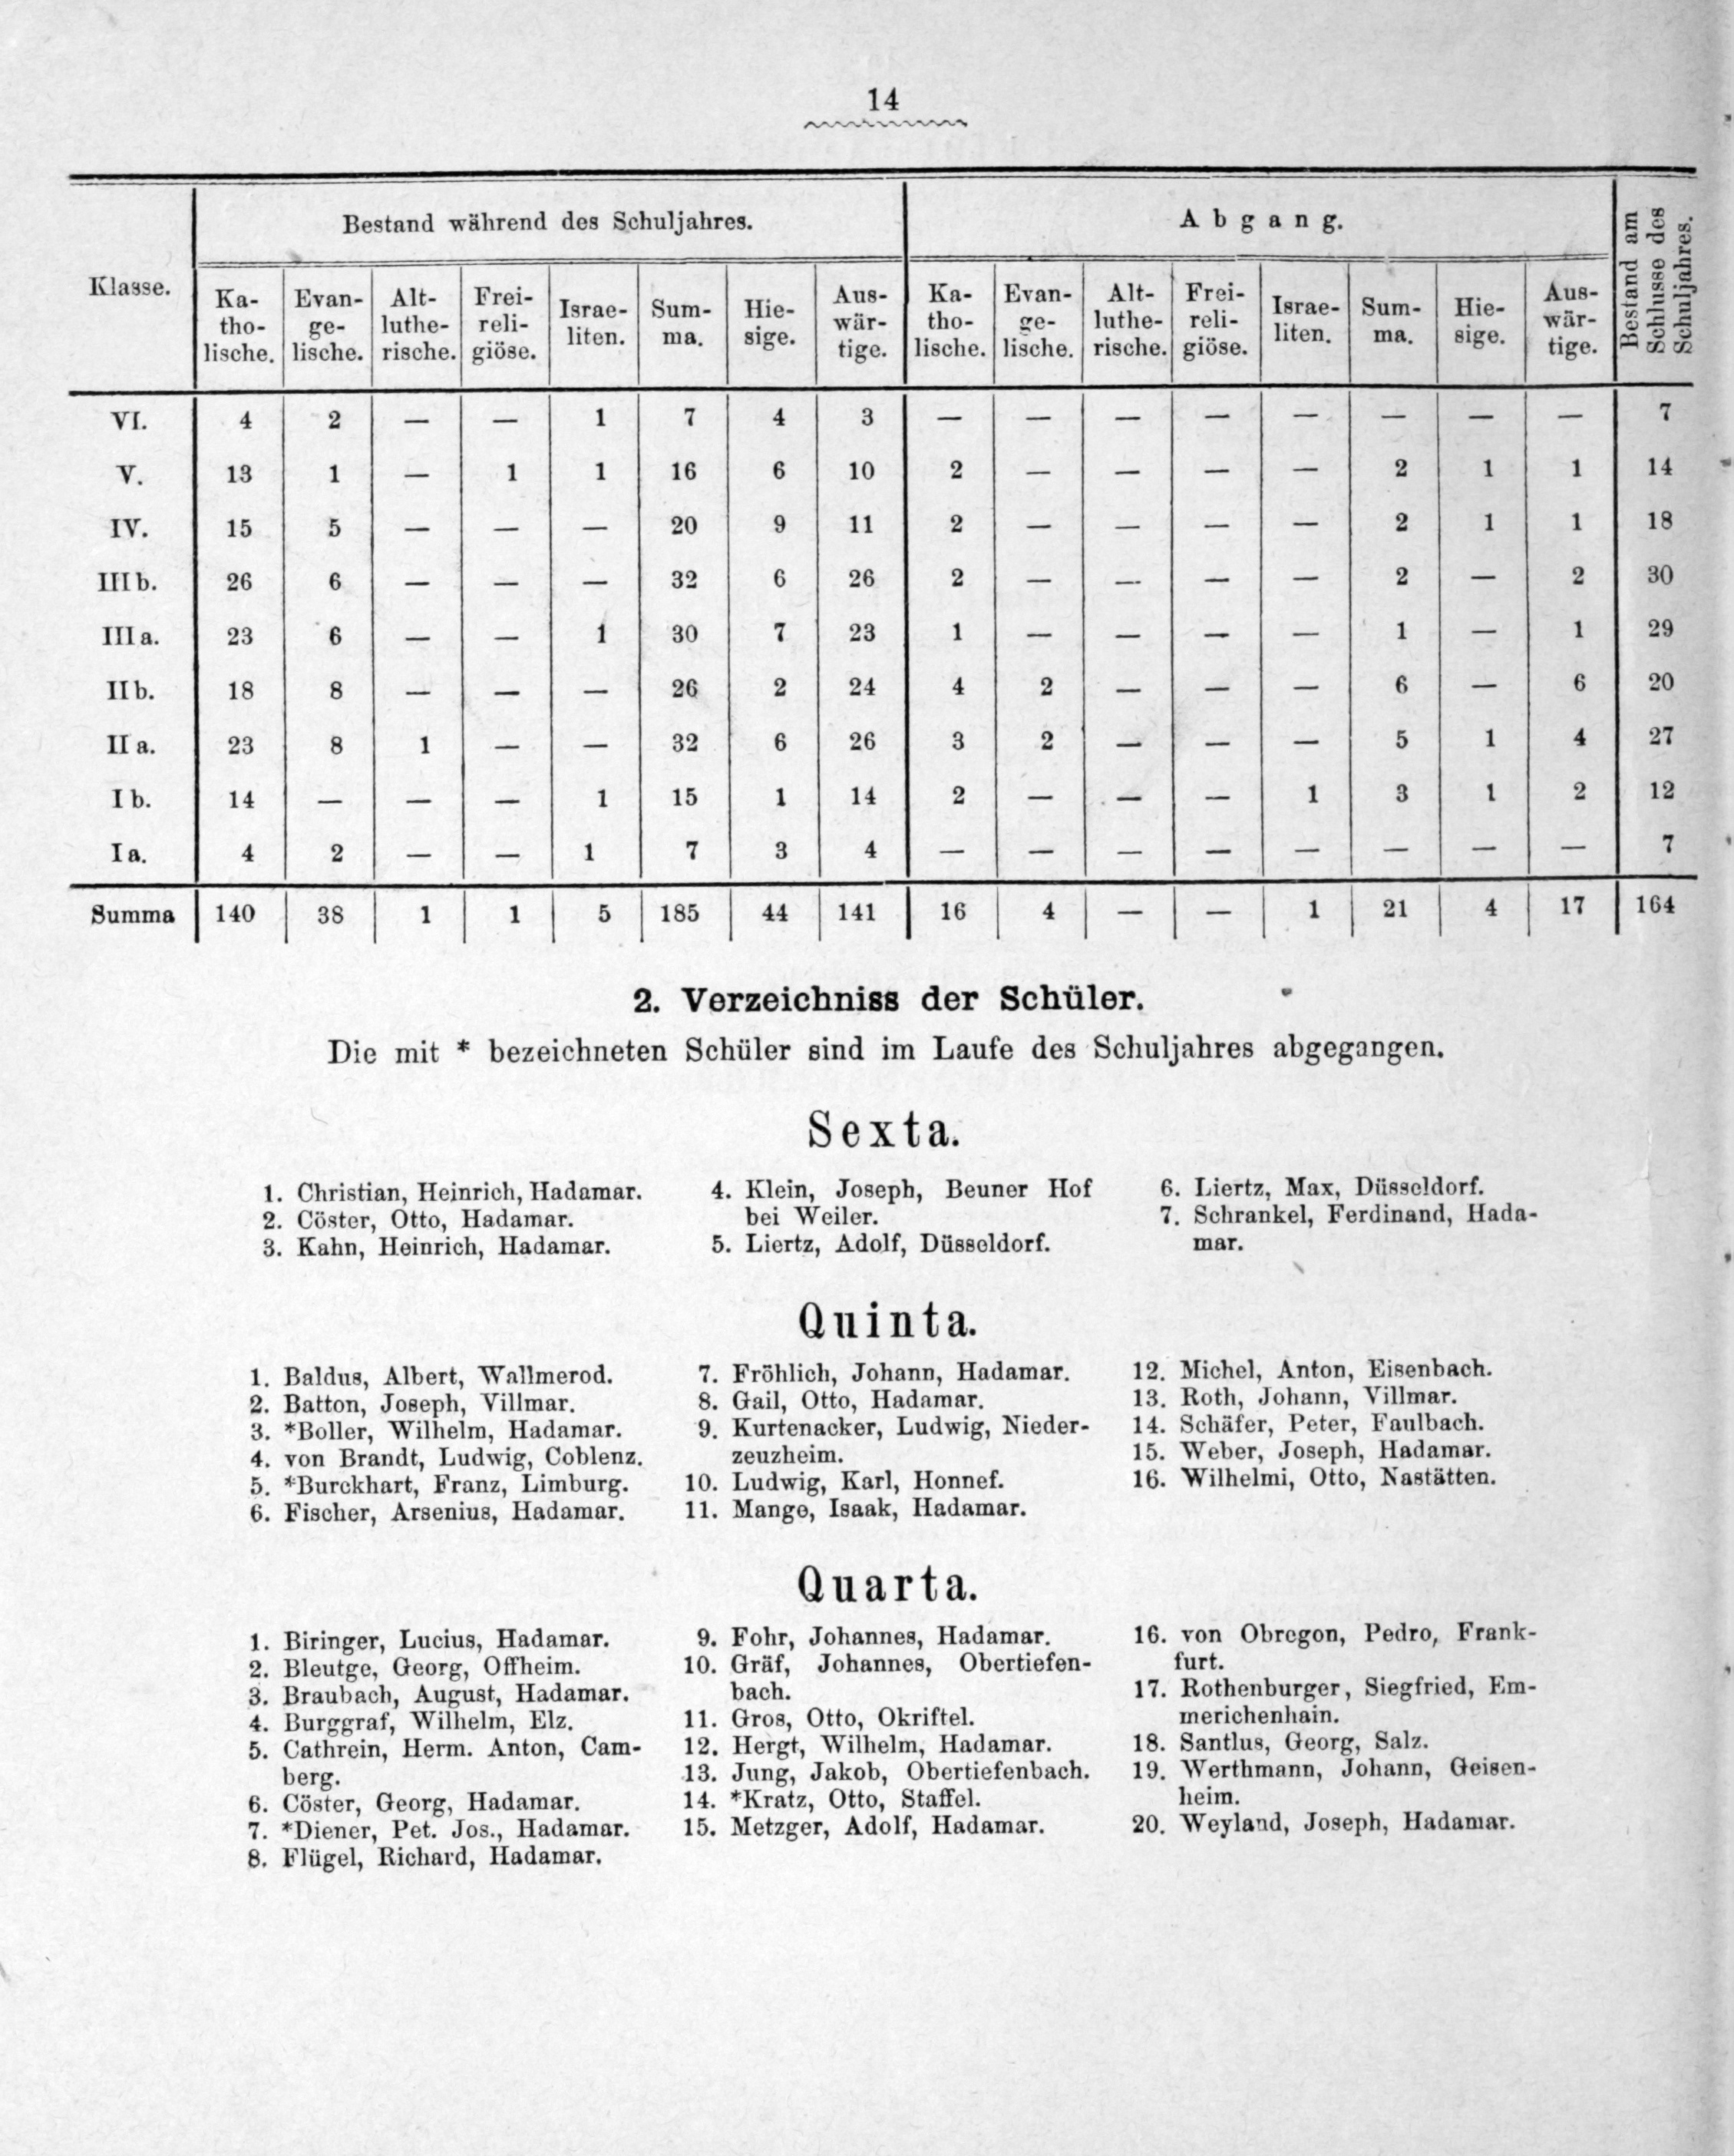 14
Bestand während des Schuljahres. Abgang. Bestand am Schlusse des Schuljahres.
Klasse. Ka-tho-lische. Evan-ge-lische. Alt-luthe-rische. Frei-reli-giöse. Israe-liten. Sum-ma. Hie-sige. Aus-wär-tige. Ka-tho-lische. Evan-ge-lische. Alt-luthe-rische. Frei-reli-giöse. Israe-liten. Sum-ma. Hie-sige. Aus-wär-tige.
VI. 4 2 — — 1 7 4 3 — — — — — — — — 7
V. 13 1 — 1 1 16 6 10 2 — — — — 2 1 1 14
IV. 15 5 — — — 20 9 11 2 — — — — 2 1 1 18
III b. 26 6 — — — 32 6 26 2 — — — — 2 — 2 30
III a. 23 6 — — 1 30 7 23 1 — — — — 1 — 1 29
II b. 18 8 — — — 26 2 24 4 2 — — — 6 — 6 20
II a. 23 8 1 — — 32 6 26 3 2 — — — 5 1 4 27
I b. 14 — — — 1 15 1 14 2 — — — 1 3 1 2 12
I a. 4 2 — — 1 7 3 4 — — — — — — — — 7
Summa 140 38 1 1 5 185 44 141 16 4 — — 1 21 4 17 164
2. Verzeichniss der Schüler.
Die mit * bezeichneten Schüler sind im Laufe des Schuljahres abgegangen.
Sexta.
1. Christian, Heinrich, Hadamar.
2. Cöster, Otto, Hadamar.
3. Kahn, Heinrich, Hadamar.
4. Klein, Joseph, Beuner Hof
bei Weiler.
5. Liertz, Adolf, Düsseldorf.
6. Liertz, Max, Düsseldorf.
7. Schrankel, Ferdinand, Hada-
mar.
Quinta.
1. Baldus, Albert, Wallmerod.
2. Batton, Joseph, Villmar.
3. *Boller, Wilhelm, Hadamar.
4. von Brandt, Ludwig, Coblenz.
5. *Burckhart, Franz, Limburg.
6. Fischer, Arsenius, Hadamar.
7. Fröhlich, Johann, Hadamar.
8. Gail, Otto, Hadamar.
9. Kurtenacker, Ludwig, Nieder-
zeuzheim.
10. Ludwig, Karl, Honnef.
11. Mange, Isaak, Hadamar.
12. Michel, Anton, Eisenbach.
13. Roth, Johann, Villmar.
14. Schäfer, Peter, Faulbach.
15. Weber, Joseph, Hadamar.
16. Wilhelmi, Otto, Nastätten.
Quarta.
1. Biringer, Lucius, Hadamar.
2. Bleutge, Georg, Offheim.
3. Braubach, August, Hadamar.
4. Burggraf, Wilhelm, Elz.
5. Cathrein, Herm. Anton, Cam-
berg.
6. Cöster, Georg, Hadamar.
7. *Diener, Pet. Jos., Hadamar.
8. Flügel, Richard, Hadamar.
9. Fohr, Johannes, Hadamar.
10. Gräf, Johannes, Obertiefen-
bach.
11. Gros, Otto, Okriftel.
12. Hergt, Wilhelm, Hadamar.
13. Jung, Jakob, Obertiefenbach.
14. *Kratz, Otto, Staffel.
15. Metzger, Adolf, Hadamar.
16. von Obregon, Pedro, Frank-
furt.
17. Rothenburger, Siegfried, Em-
merichenhain.
18. Santlus, Georg, Salz.
19. Werthmann, Johann, Geisen-
heim.
20. Weyland, Joseph, Hadamar.